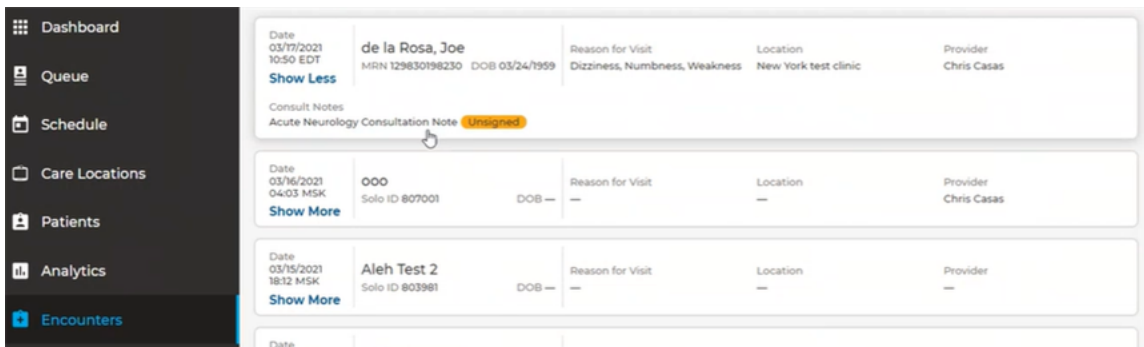 Dashboard
Queue
Schedule
Care Locations
Patients
Analytics
Encounters
Date
03/17/2021
10:50 EDT
Show Less
de la Rosa, Joe
MRN 129830198230 DOB 03/24/1959
Reason for Visit
Dizziness, Numbness, Weakness
Location
New York test clinic
Provider
Chris Casas
Consult Notes
Acute Neurology Consultation Note Unsigned
Date
03/16/2021
04:03 MSK
Show More
ooo
Solo ID 807001 DOB —
Reason for Visit
—
Location
—
Provider
Chris Casas
Date
03/15/2021
18:12 MSK
Show More
Aleh Test 2
Solo ID 803981 DOB —
Reason for Visit
—
Location
—
Provider
—
Date